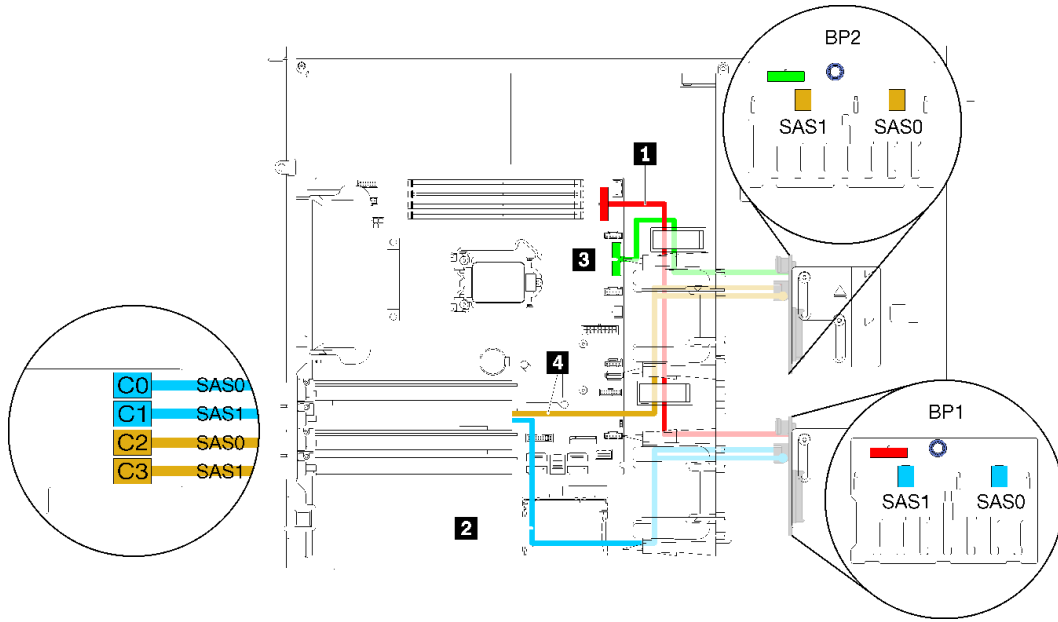 BP2
SAS1 SAS0
1
3
4
C0 SAS0
C1 SAS1
C2 SAS0
C3 SAS1
BP1
SAS1 SAS0
2